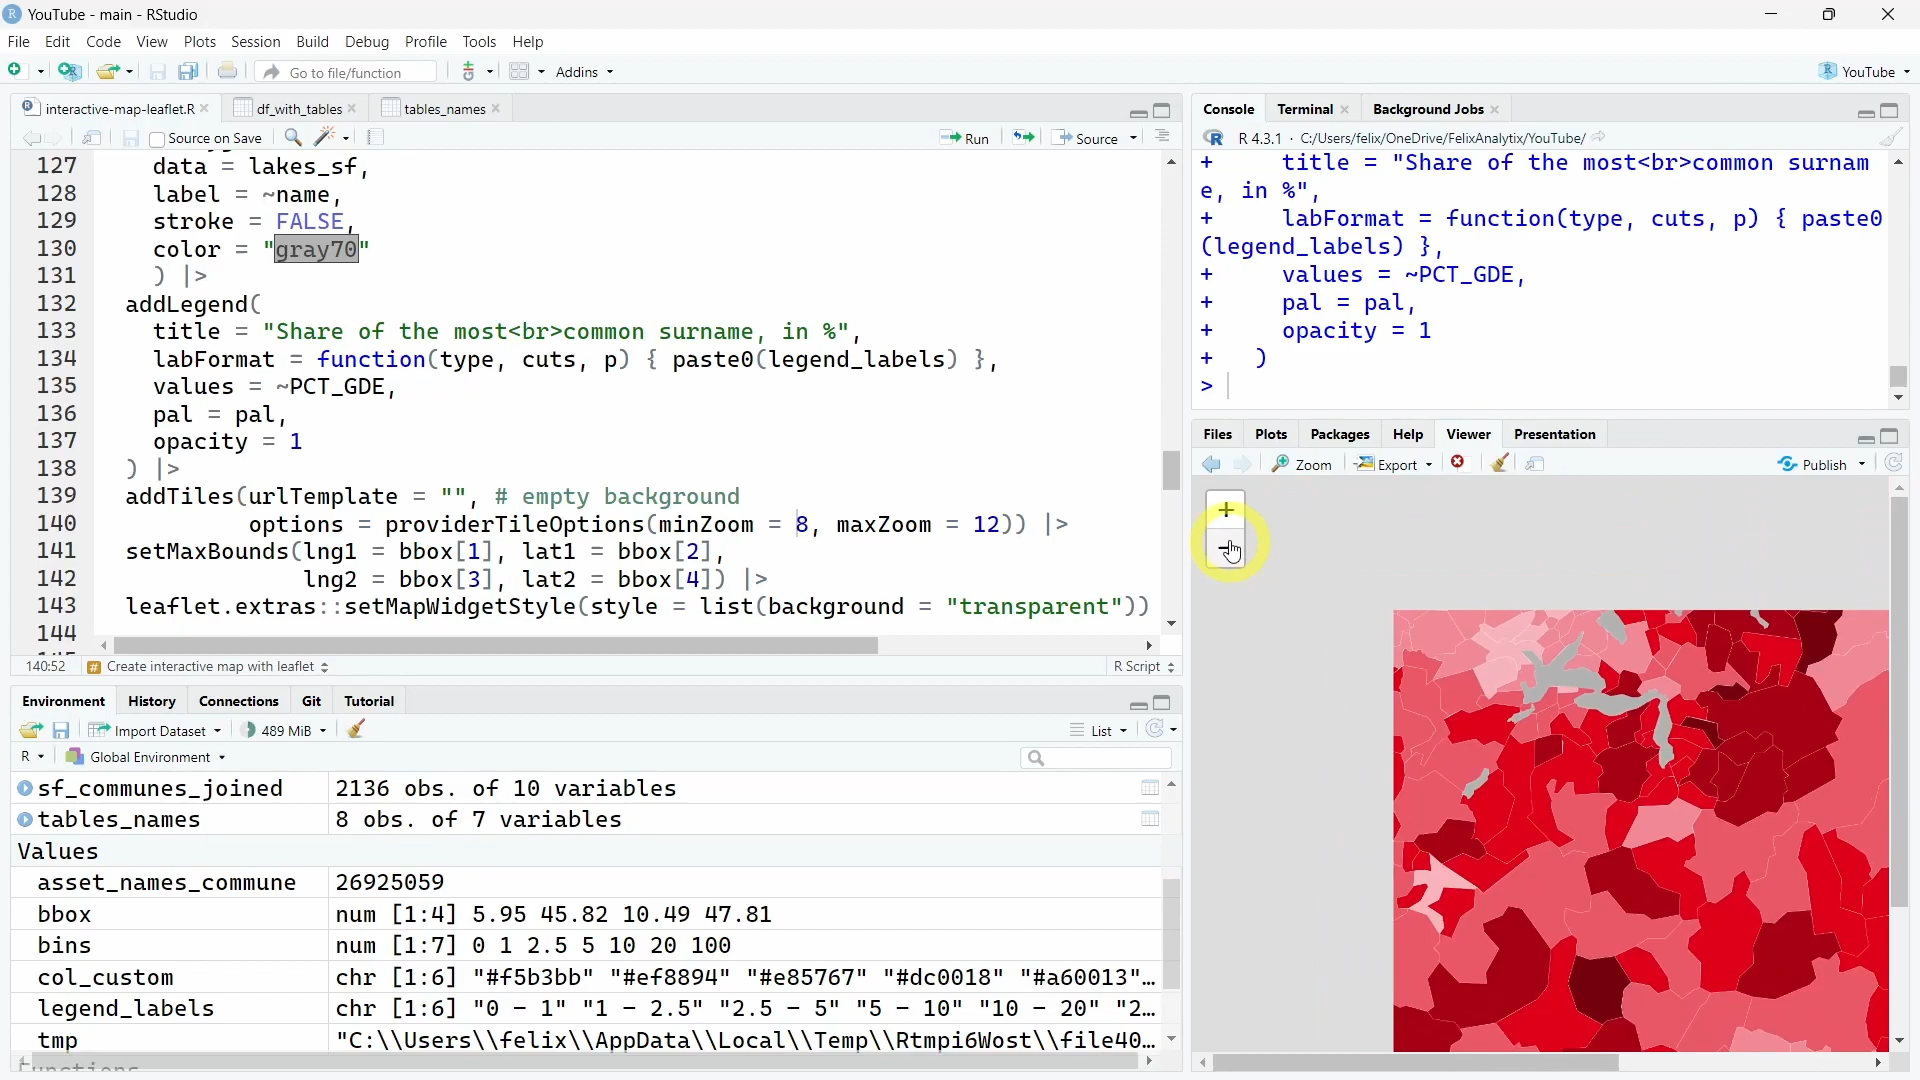 YouTube - main - RStudio
File Edit Code View Plots Session Build Debug Profile Tools Help
Go to file/function Addins YouTube
interactive-map-leaflet.R df_with_tables tables_names
Source on Save Run Source
127 data = lakes_sf,
128 label = ~name,
129 stroke = FALSE,
130 color = "gray70"
131 ) |>
132 addLegend(
133 title = "Share of the most<br>common surname, in %",
134 labFormat = function(type, cuts, p) { paste0(legend_labels) },
135 values = ~PCT_GDE,
136 pal = pal,
137 opacity = 1
138 ) |>
139 addTiles(urlTemplate = "", # empty background
140 options = providerTileOptions(minZoom = 8, maxZoom = 12)) |>
141 setMaxBounds(lng1 = bbox[1], lat1 = bbox[2],
142 lng2 = bbox[3], lat2 = bbox[4]) |>
143 leaflet.extras::setMapWidgetStyle(style = list(background = "transparent"))
144
140:52 # Create interactive map with leaflet R Script
Environment History Connections Git Tutorial
Import Dataset 489 MiB List
R Global Environment
sf_communes_joined 2136 obs. of 10 variables
tables_names 8 obs. of 7 variables
Values
asset_names_commune 26925059
bbox num [1:4] 5.95 45.82 10.49 47.81
bins num [1:7] 0 1 2.5 5 10 20 100
col_custom chr [1:6] "#f5b3bb" "#ef8894" "#e85767" "#dc0018" "#a60013"…
legend_labels chr [1:6] "0 - 1" "1 - 2.5" "2.5 - 5" "5 - 10" "10 - 20" "2…
tmp "C:\\Users\\felix\\AppData\\Local\\Temp\\Rtmpi6Wost\\file40…
Console Terminal Background Jobs
R 4.3.1 · C:/Users/felix/OneDrive/FelixAnalytix/YouTube/
+ title = "Share of the most<br>common surnam
e, in %",
+ labFormat = function(type, cuts, p) { paste0
(legend_labels) },
+ values = ~PCT_GDE,
+ pal = pal,
+ opacity = 1
+ )
>
Files Plots Packages Help Viewer Presentation
Zoom Export Publish
+